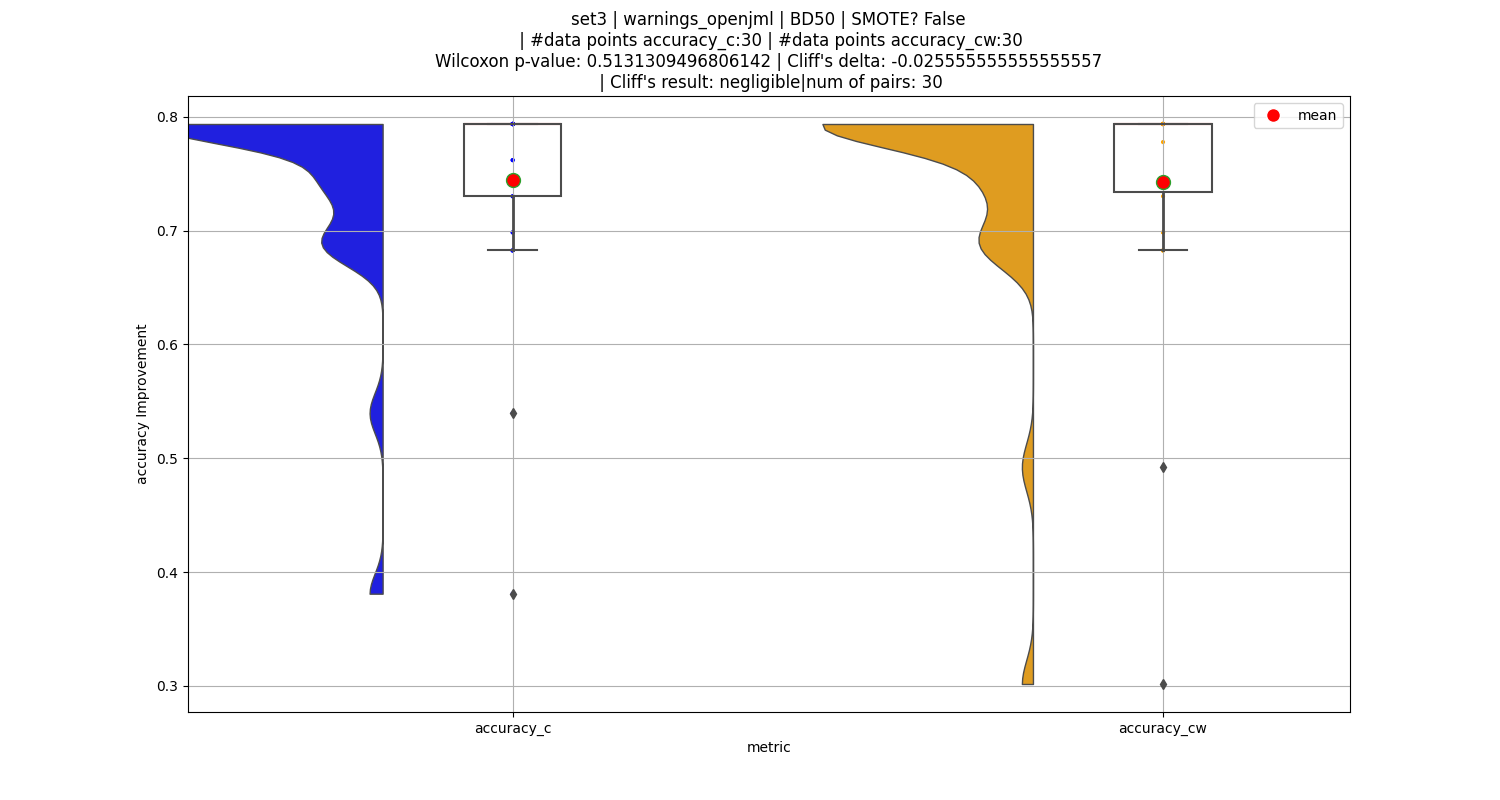 set3 | warnings_openjml | BD50 | SMOTE? False
| #data points accuracy_c:30 | #data points accuracy_cw:30
Wilcoxon p-value: 0.5131309496806142 | Cliff's delta: -0.025555555555555557
| Cliff's result: negligible|num of pairs: 30
mean
0.8
0.7
0.6
0.5
0.4
0.3
accuracy Improvement
accuracy_c
accuracy_cw
metric